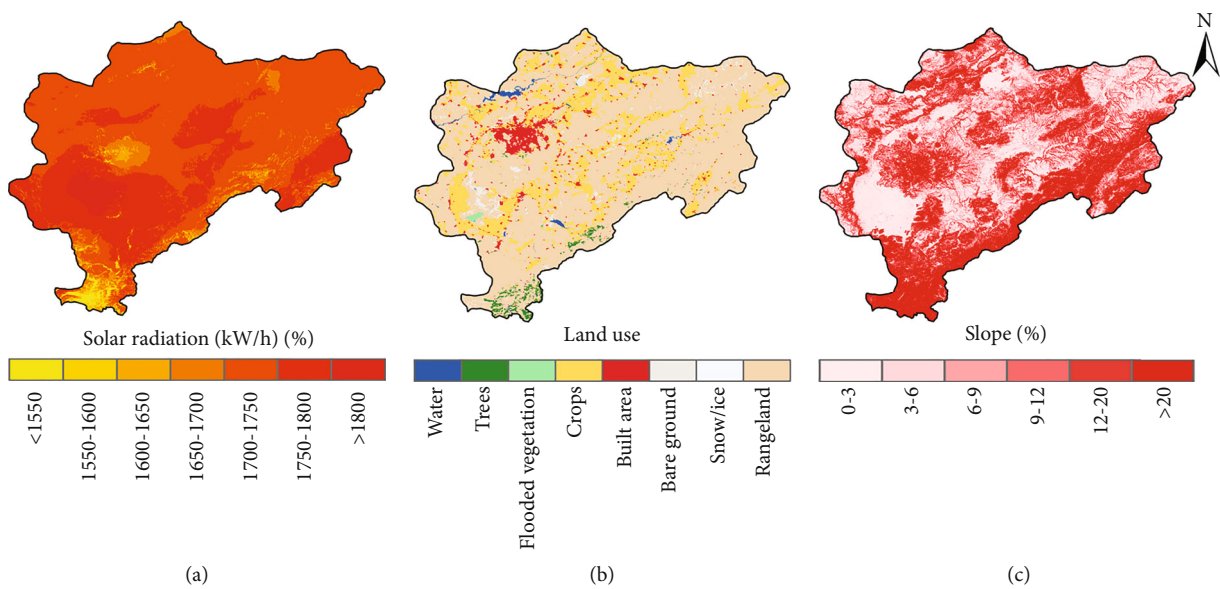 N
Solar radiation (kW/h) (%)
<1550
1550-1600
1600-1650
1650-1700
1700-1750
1750-1800
>1800
(a)
Land use
Water
Trees
Flooded vegetation
Crops
Built area
Bare ground
Snow/ice
Rangeland
(b)
Slope (%)
0-3
3-6
6-9
9-12
12-20
>20
(c)